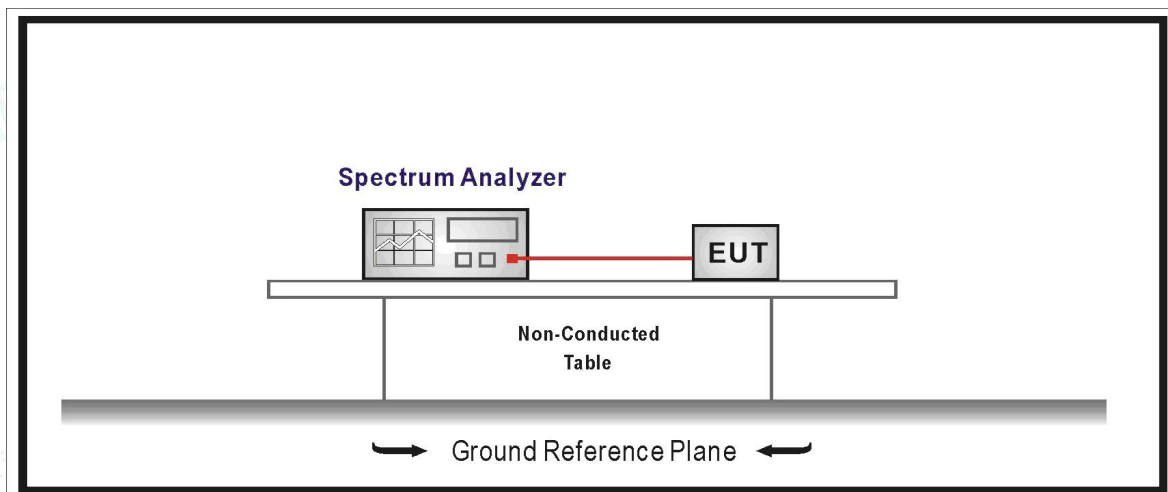 Spectrum Analyzer
EUT
Non-Conducted
Table
Ground Reference Plane